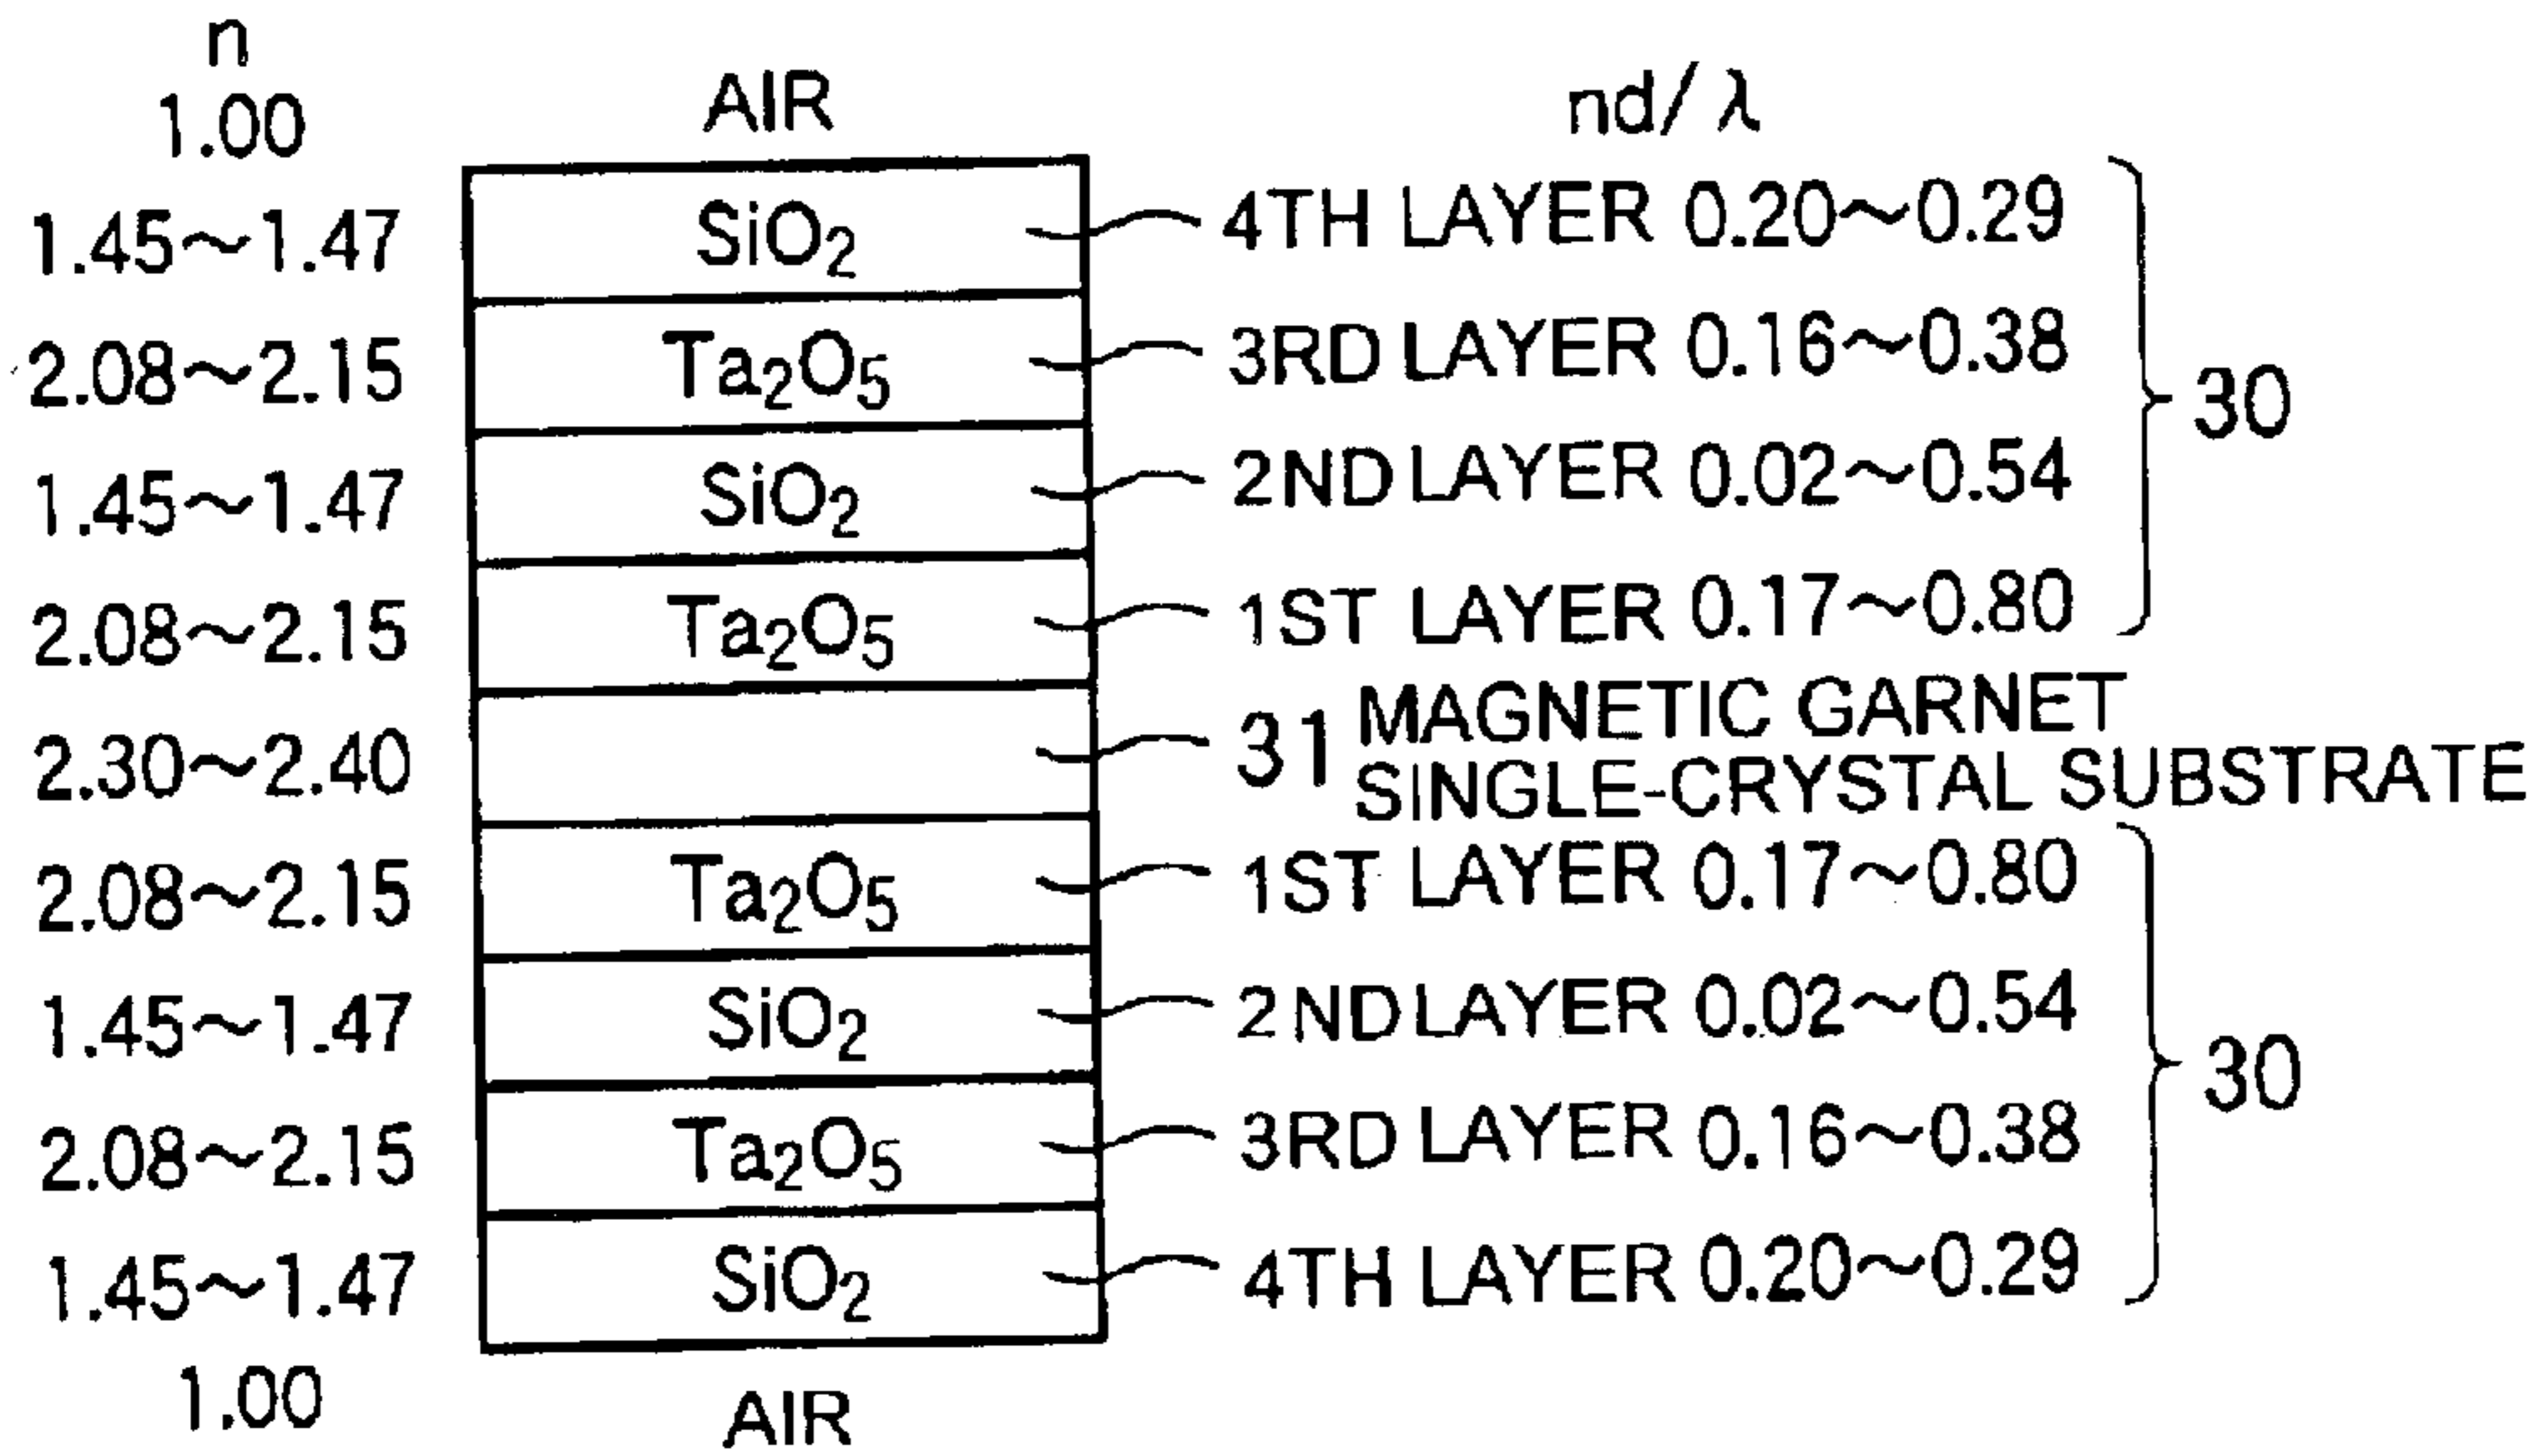 n
1.00 AIR nd/λ
1.45~1.47 SiO₂ 4TH LAYER 0.20~0.29
2.08~2.15 Ta₂O₅ 3RD LAYER 0.16~0.38
30
1.45~1.47 SiO₂ 2ND LAYER 0.02~0.54
2.08~2.15 Ta₂O₅ 1ST LAYER 0.17~0.80
2.30~2.40 31 MAGNETIC GARNET
SINGLE-CRYSTAL SUBSTRATE
2.08~2.15 Ta₂O₅ 1ST LAYER 0.17~0.80
1.45~1.47 SiO₂ 2ND LAYER 0.02~0.54
30
2.08~2.15 Ta₂O₅ 3RD LAYER 0.16~0.38
1.45~1.47 SiO₂ 4TH LAYER 0.20~0.29
1.00 AIR